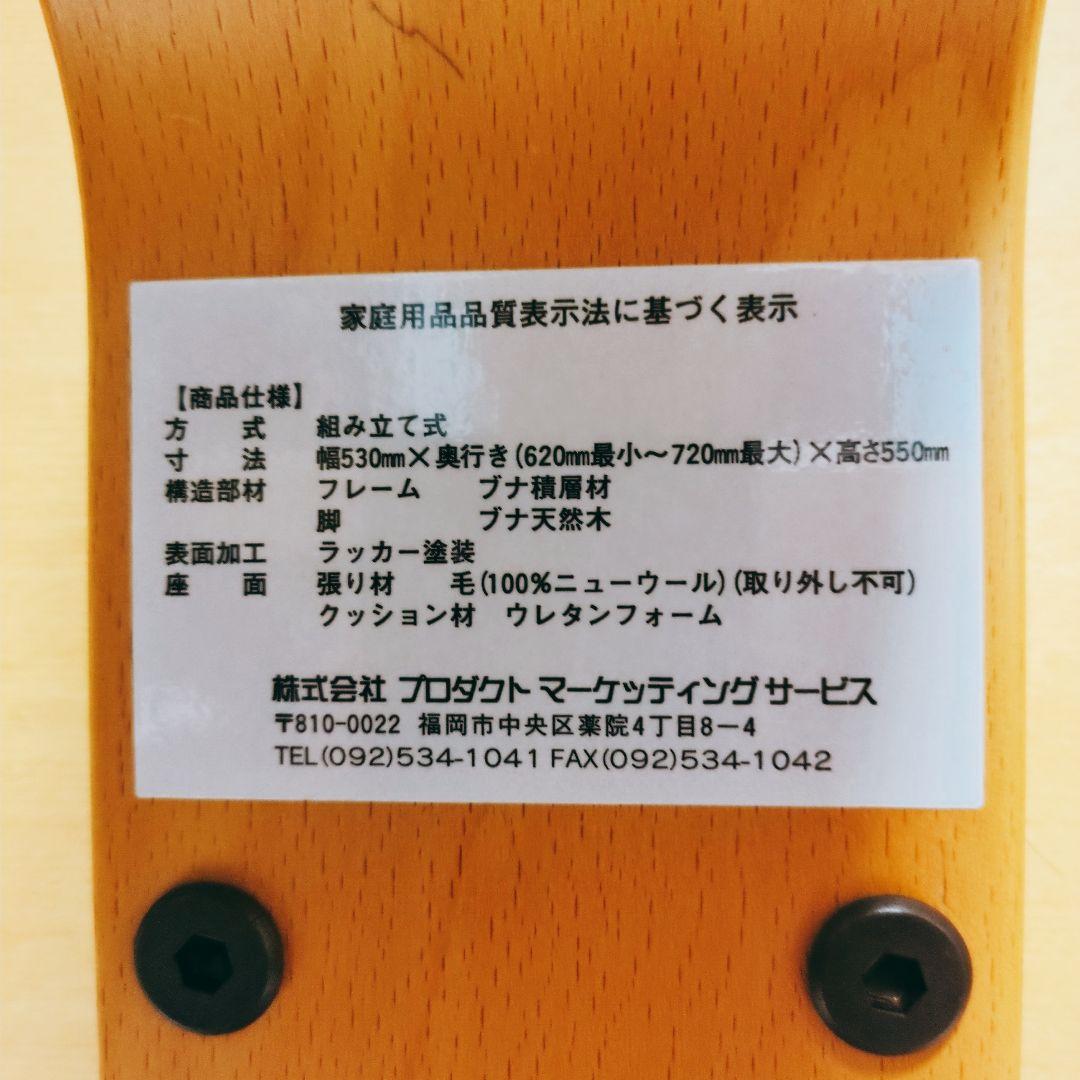 家庭用品品質表示法に基づく表示
【商品仕様】
方　　式　　組み立て式
寸　　法　　幅530㎜×奥行き(620㎜最小～720㎜最大)×高さ550㎜
構造部材　　フレーム　　ブナ積層材
脚　　ブナ天然木
表面加工　　ラッカー塗装
座　　面　　張り材　　毛(100%ニューウール)(取り外し不可)
クッション材　ウレタンフォーム
株式会社 プロダクト マーケッティング サービス
〒810-0022 福岡市中央区薬院4丁目8－4
TEL(092)534-1041 FAX(092)534-1042